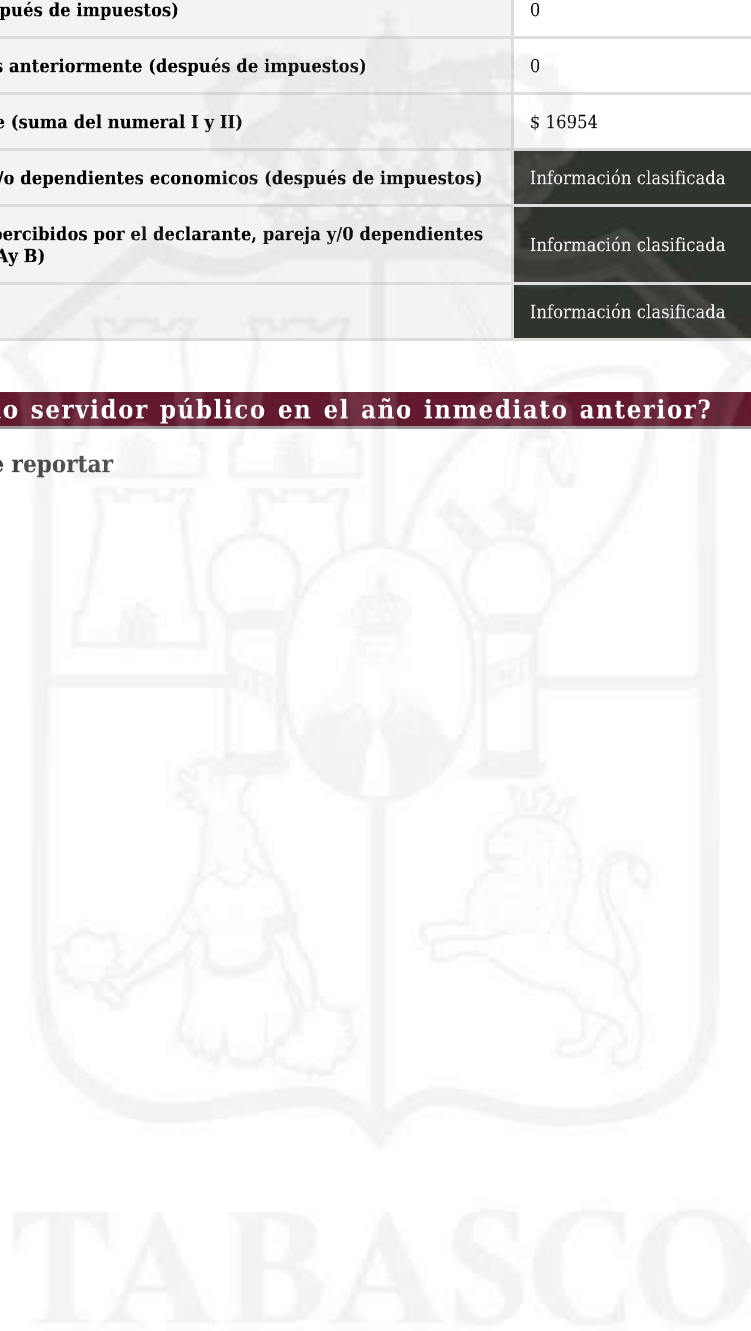 pués de impuestos)
0
s anteriormente (después de impuestos)
0
e (suma del numeral I y II)
$ 16954
/o dependientes economicos (después de impuestos)
Información clasificada
percibidos por el declarante, pareja y/0 dependientes
Ay B)
Información clasificada
Información clasificada
o servidor público en el año inmediato anterior?
e reportar
TABASCO